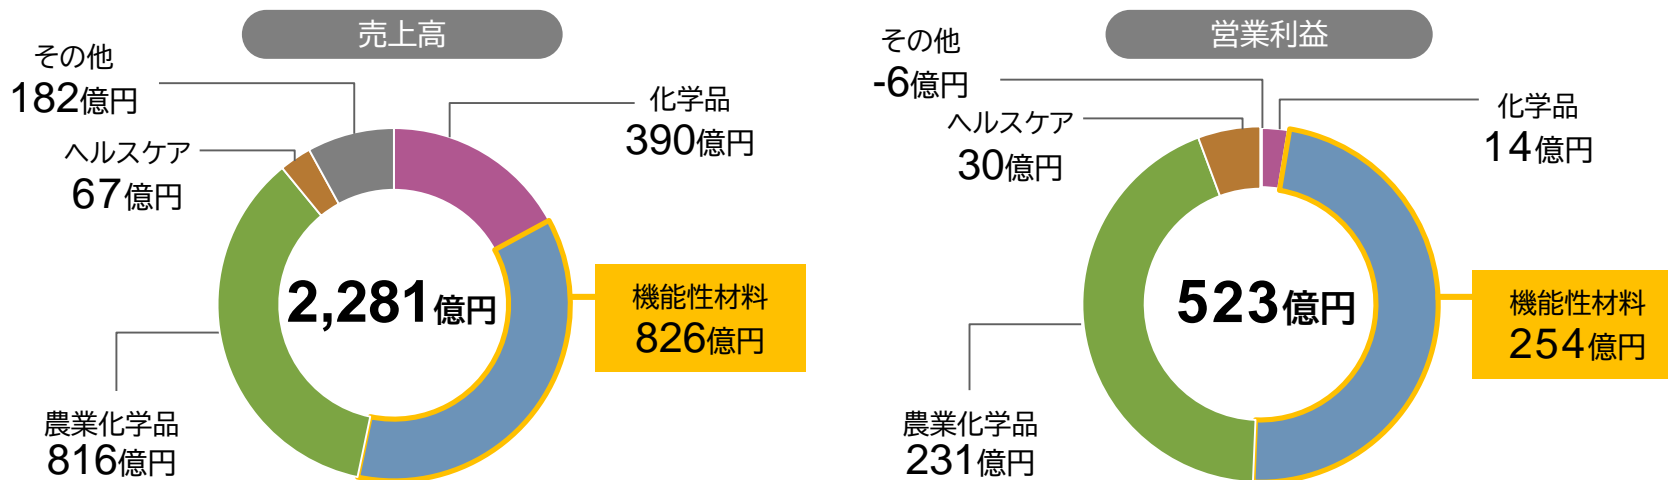 売上高
その他
182億円
化学品
390億円
ヘルスケア
67億円
2,281億円
機能性材料
826億円
農業化学品
816億円
営業利益
その他
-6億円
化学品
14億円
ヘルスケア
30億円
523億円
機能性材料
254億円
農業化学品
231億円